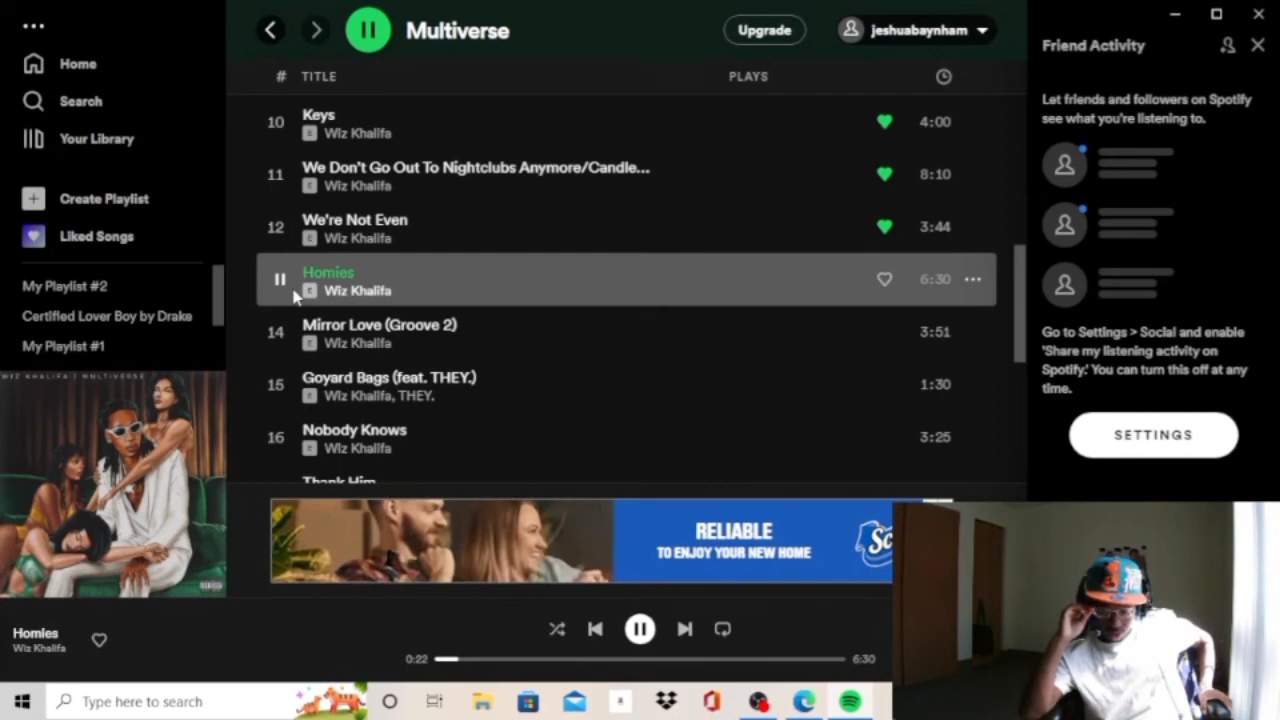 Home
Search
Your Library
Create Playlist
Liked Songs
My Playlist #2
Certified Lover Boy by Drake
My Playlist #1
WIZ KHALIFA | MULTIVERSE
Multiverse
Upgrade
jeshuabaynham
# TITLE PLAYS
10 Keys 4:00
E Wiz Khalifa
11 We Don't Go Out To Nightclubs Anymore/Candle... 8:10
E Wiz Khalifa
12 We're Not Even 3:44
E Wiz Khalifa
Homies 6:30
E Wiz Khalifa
14 Mirror Love (Groove 2) 3:51
E Wiz Khalifa
15 Goyard Bags (feat. THEY.) 1:30
E Wiz Khalifa, THEY.
16 Nobody Knows 3:25
E Wiz Khalifa
Thank Him
RELIABLE
TO ENJOY YOUR NEW HOME
Sc
Friend Activity
Let friends and followers on Spotify
see what you're listening to.
Go to Settings > Social and enable
'Share my listening activity on
Spotify.' You can turn this off at any
time.
SETTINGS
Homies
Wiz Khalifa
0:22 6:30
Type here to search